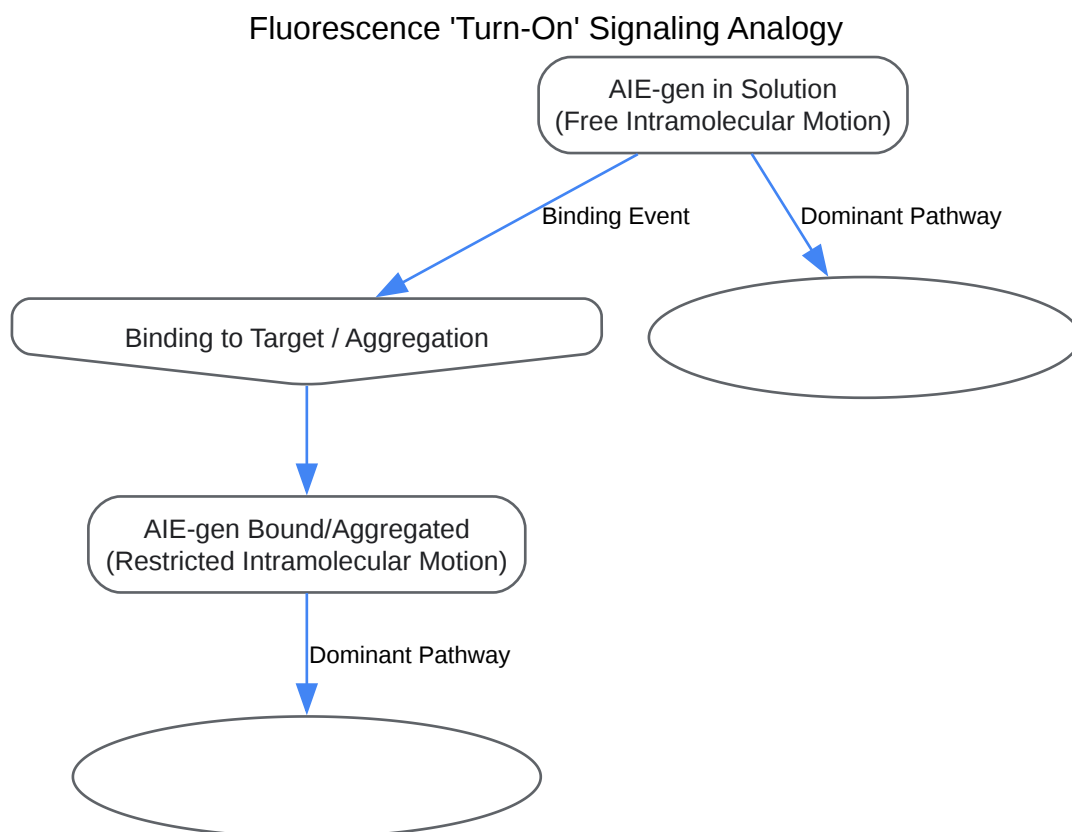 Fluorescence 'Turn-On' Signaling Analogy
AIE-gen in Solution
(Free Intramolecular Motion)
Binding Event
Dominant Pathway
Binding to Target / Aggregation
AIE-gen Bound/Aggregated
(Restricted Intramolecular Motion)
Dominant Pathway